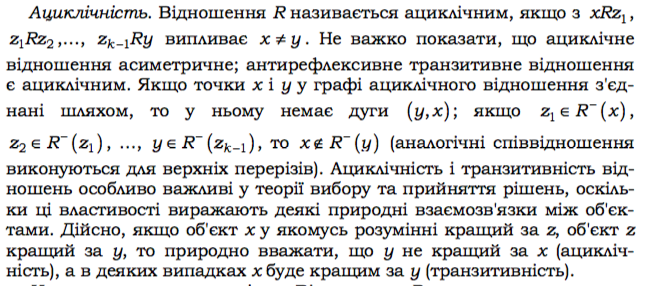 Ациклічність. Відношення R називається ациклічним, якщо з xRz₁,
z₁Rz₂,..., zₖ₋₁Ry випливає x ≠ y. Не важко показати, що ациклічне
відношення асиметричне; антирефлексивне транзитивне відношення
є ациклічним. Якщо точки x і y у графі ациклічного відношення з'єд-
нані шляхом, то у ньому немає дуги (y,x); якщо z₁ ∈ R⁻(x),
z₂ ∈ R⁻(z₁), ..., y ∈ R⁻(zₖ₋₁), то x ∉ R⁻(y) (аналогічні співвідношення
виконуються для верхніх перерізів). Ациклічність і транзитивність від-
ношень особливо важливі у теорії вибору та прийняття рішень, оскіль-
ки ці властивості виражають деякі природні взаємозв'язки між об'єк-
тами. Дійсно, якщо об'єкт x у якомусь розумінні кращий за z, об'єкт z
кращий за y, то природно вважати, що y не кращий за x (ацикліч-
ність), а в деяких випадках x буде кращим за y (транзитивність).